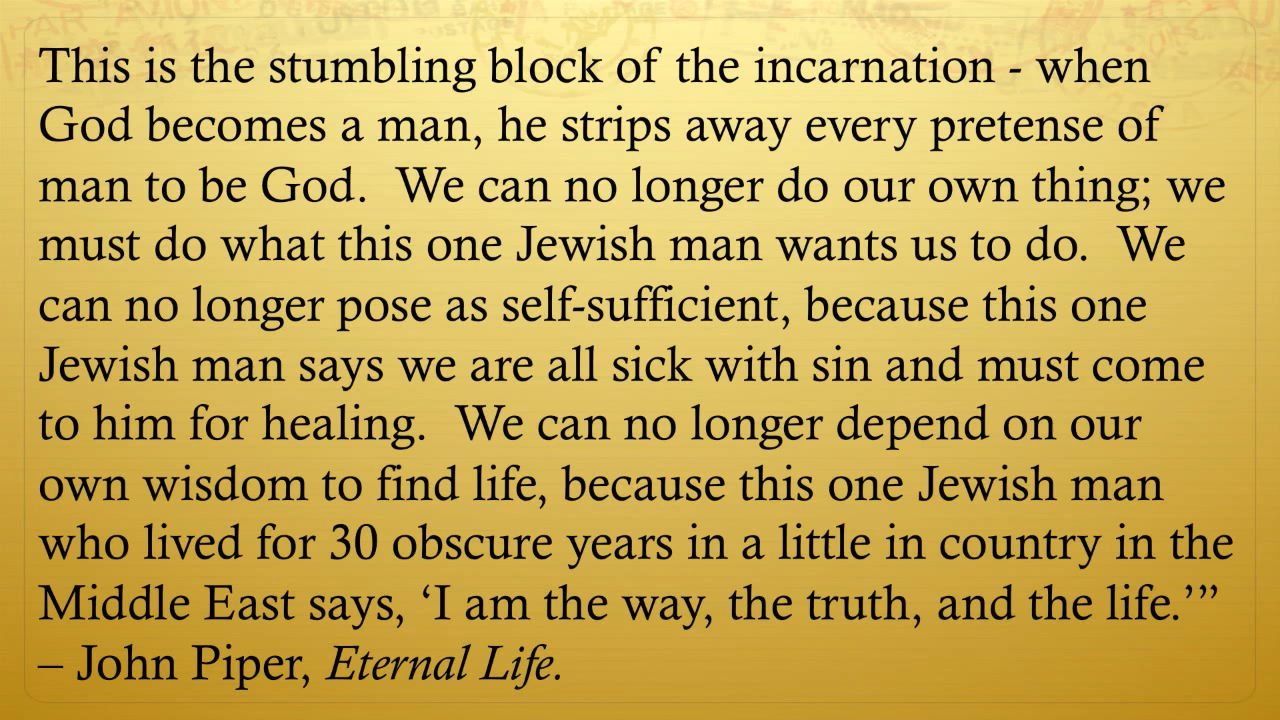 This is the stumbling block of the incarnation - when
God becomes a man, he strips away every pretense of
man to be God.  We can no longer do our own thing; we
must do what this one Jewish man wants us to do.  We
can no longer pose as self-sufficient, because this one
Jewish man says we are all sick with sin and must come
to him for healing.  We can no longer depend on our
own wisdom to find life, because this one Jewish man
who lived for 30 obscure years in a little in country in the
Middle East says, ‘I am the way, the truth, and the life.’”
– John Piper, Eternal Life.